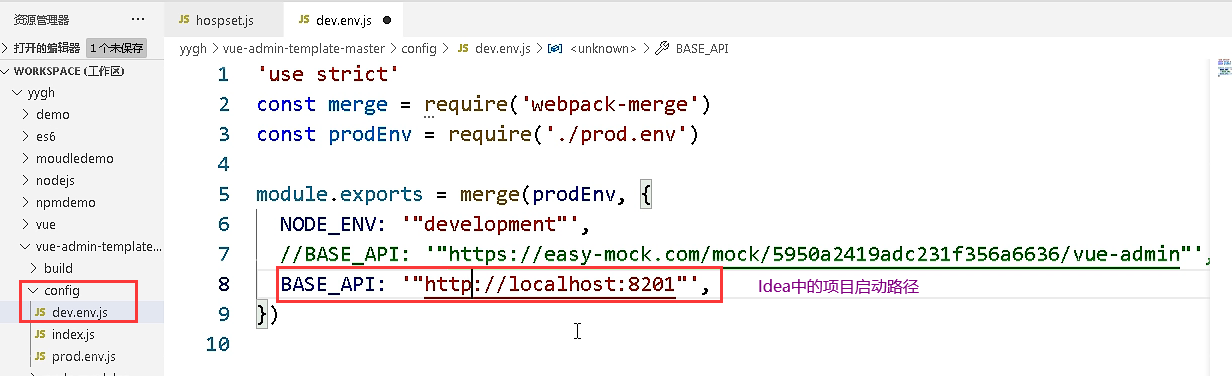 资源管理器 ···
打开的编辑器 1 个未保存
WORKSPACE (工作区)
yygh
demo
es6
moudledemo
nodejs
npmdemo
vue
vue-admin-template...
build
config
JS dev.env.js
JS index.js
JS prod.env.js
JS hospset.js JS dev.env.js
yygh > vue-admin-template-master > config > JS dev.env.js > <unknown> > BASE_API
1 'use strict'
2 const merge = require('webpack-merge')
3 const prodEnv = require('./prod.env')
4
5 module.exports = merge(prodEnv, {
6 NODE_ENV: '"development"',
7 //BASE_API: '"https://easy-mock.com/mock/5950a2419adc231f356a6636/vue-admin"',
8 BASE_API: '"http://localhost:8201"', Idea中的项目启动路径
9 })
10